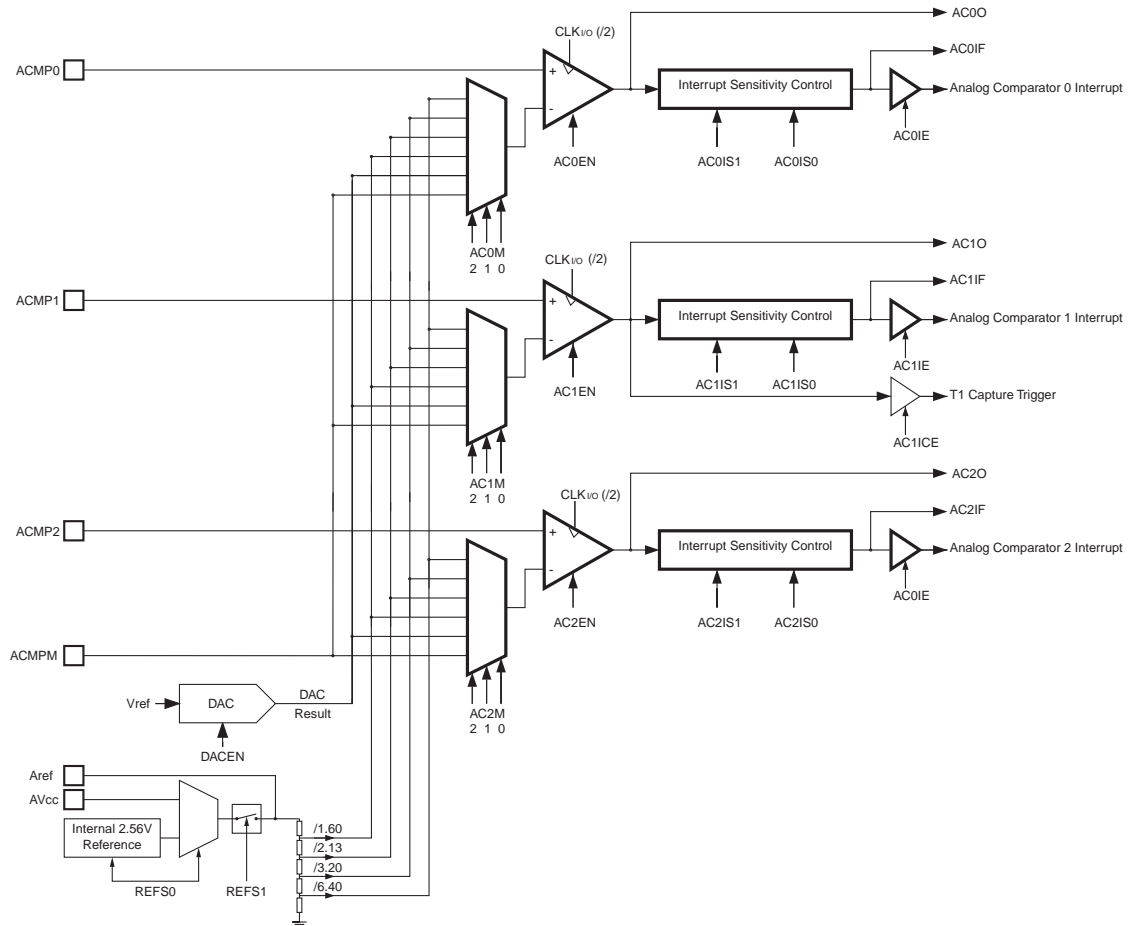 AC0O
CLKI/O (/2)
AC0IF
ACMP0
+
Interrupt Sensitivity Control
Analog Comparator 0 Interrupt
-
AC0IE
AC0EN
AC0IS1
AC0IS0
AC0M
2 1 0
AC1O
CLKI/O (/2)
AC1IF
ACMP1
+
Interrupt Sensitivity Control
Analog Comparator 1 Interrupt
-
AC1IE
AC1EN
AC1IS1
AC1IS0
T1 Capture Trigger
AC1ICE
AC1M
2 1 0
AC2O
CLKI/O (/2)
AC2IF
ACMP2
+
Interrupt Sensitivity Control
Analog Comparator 2 Interrupt
-
AC0IE
AC2EN
AC2IS1
AC2IS0
ACMPM
DAC
Vref
DAC
Result
AC2M
2 1 0
DACEN
Aref
AVcc
Internal 2.56V
Reference
/1.60
/2.13
/3.20
/6.40
REFS0
REFS1